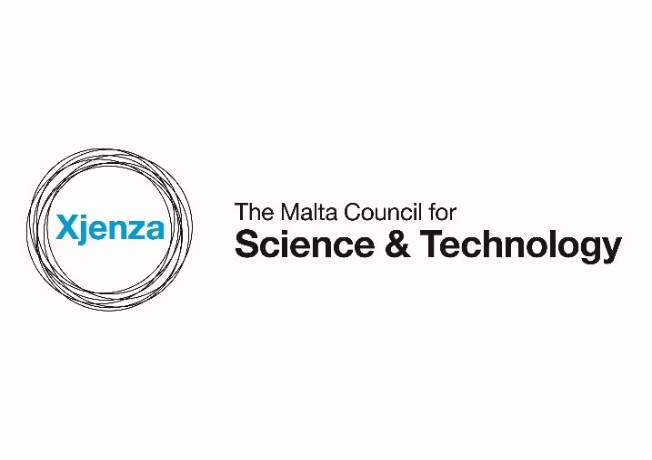 Xjenza
The Malta Council for
Science & Technology